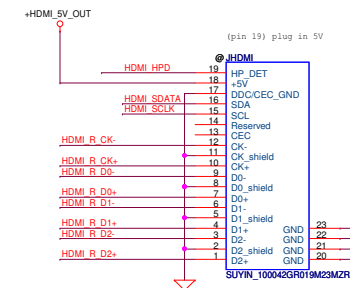 +HDMI_5V_OUT
(pin 19) plug in 5V
@ JHDMI
HDMI_HPD 19 HP_DET
18 +5V
17 DDC/CEC_GND
HDMI_SDATA 16 SDA
HDMI_SCLK 15 SCL
14 Reserved
13 CEC
HDMI_R_CK- 12 CK-
11 CK_shield
HDMI_R_CK+ 10 CK+
HDMI_R_D0- 9 D0-
8 D0_shield
HDMI_R_D0+ 7 D0+
HDMI_R_D1- 6 D1-
5 D1_shield
HDMI_R_D1+ 4 D1+ GND 23
HDMI_R_D2- 3 D2- GND 22
2 D2_shield GND 21
HDMI_R_D2+ 1 D2+ GND 20
SUYIN_100042GR019M23MZR